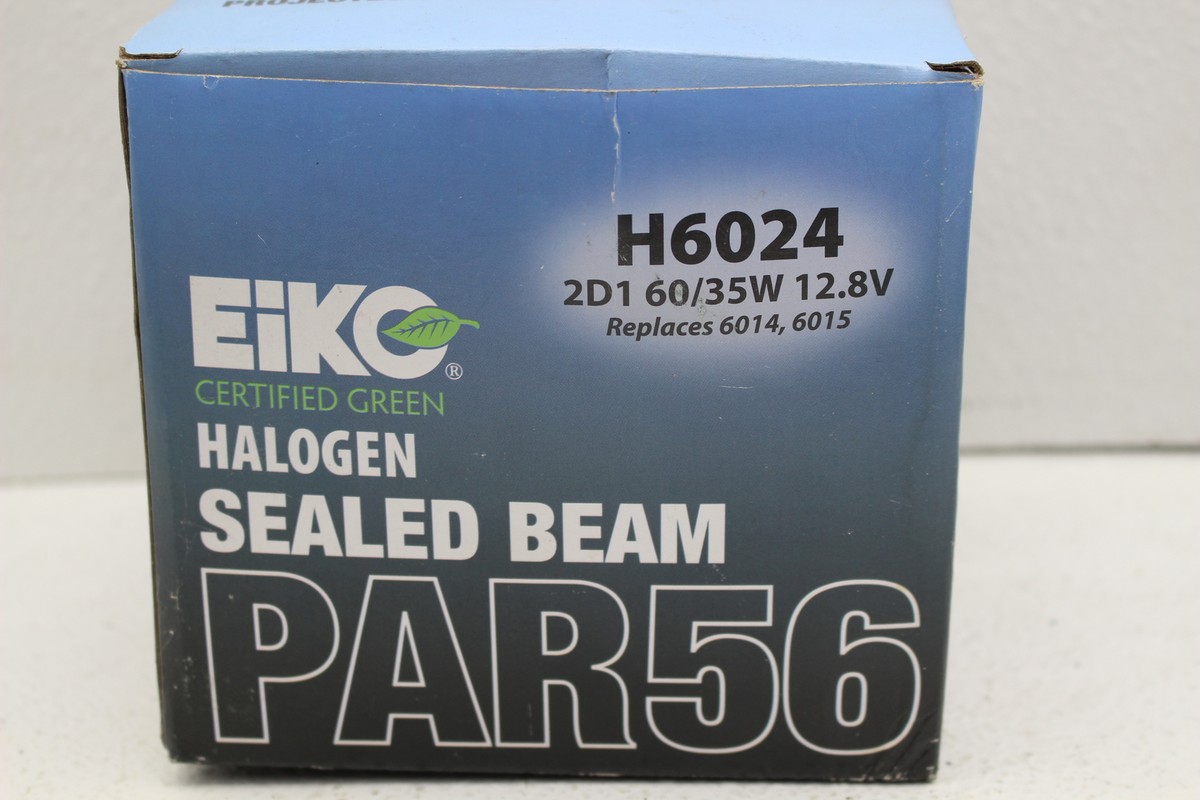 H6024
2D1 60/35W 12.8V
Replaces 6014, 6015
EiKO®
CERTIFIED GREEN
HALOGEN
SEALED BEAM
PAR56